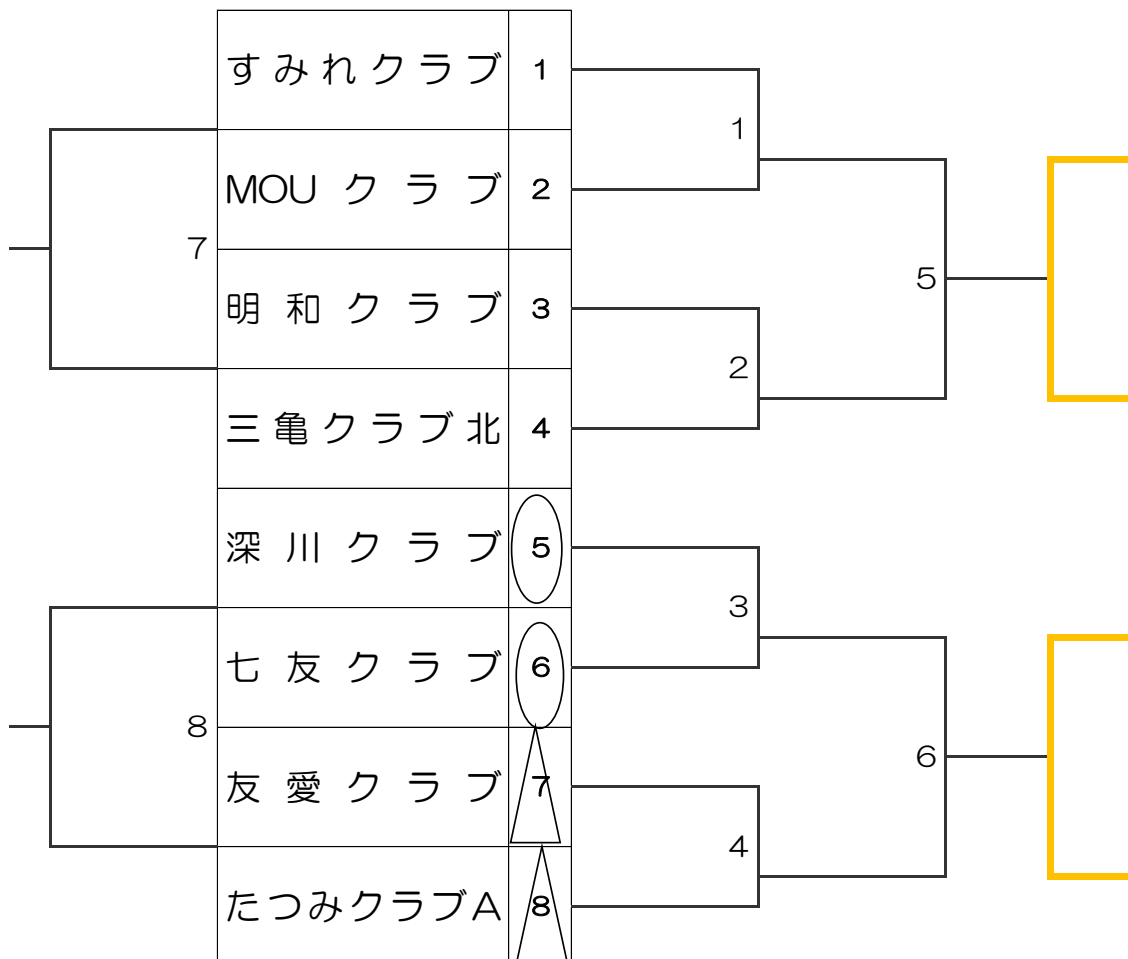 すみれクラブ 1
1
MOU クラブ 2
7
5
明和クラブ 3
2
三亀クラブ北 4
深川クラブ 5
3
七友クラブ 6
8
6
友愛クラブ 7
4
たつみクラブA 8